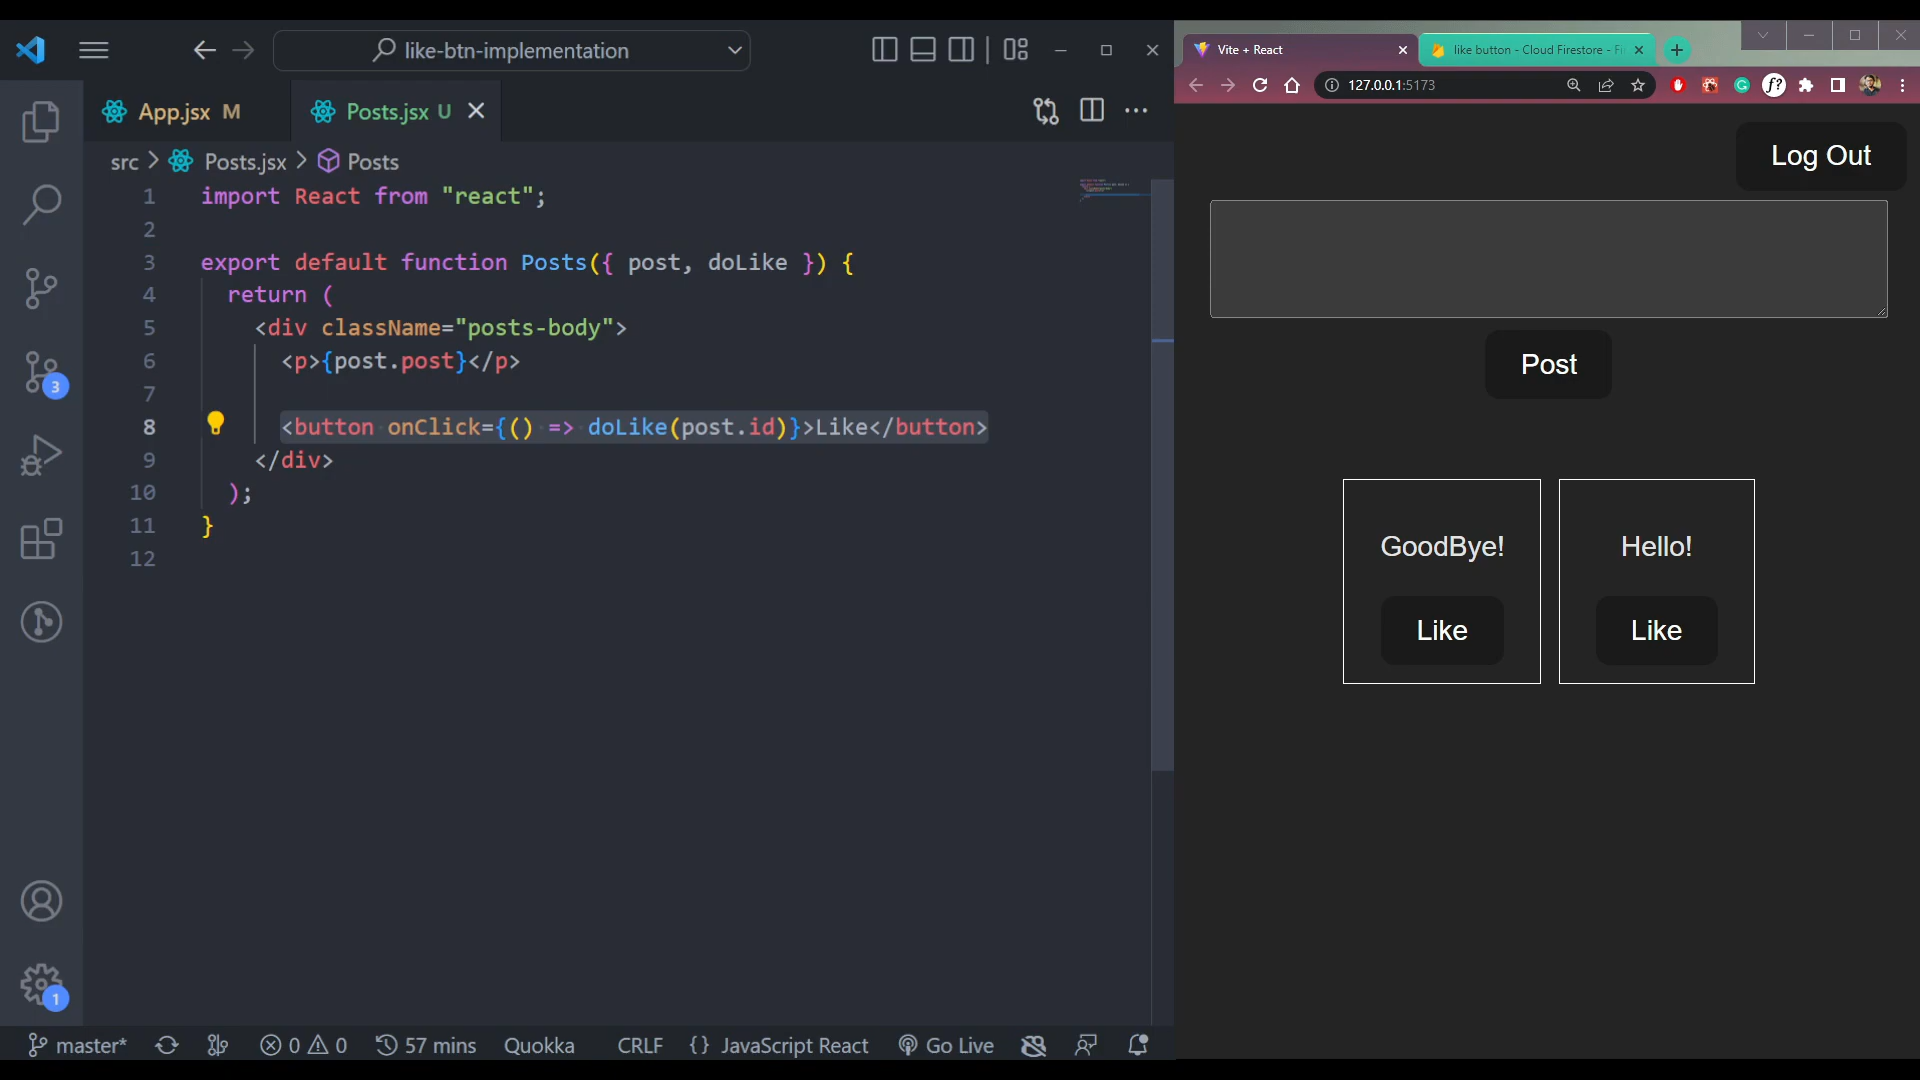 like-btn-implementation
App.jsx M
Posts.jsx U
src > Posts.jsx > Posts
1 import React from "react";
2
3 export default function Posts({ post, doLike }) {
4 return (
5 <div className="posts-body">
6 <p>{post.post}</p>
7
8 <button onClick={() => doLike(post.id)}>Like</button>
9 </div>
10 );
11 }
12
3
1
master* 0 0 57 mins Quokka CRLF {} JavaScript React Go Live
Vite + React
like button - Cloud Firestore - Fi
127.0.0.1:5173
f?
Log Out
Post
GoodBye!
Like
Hello!
Like